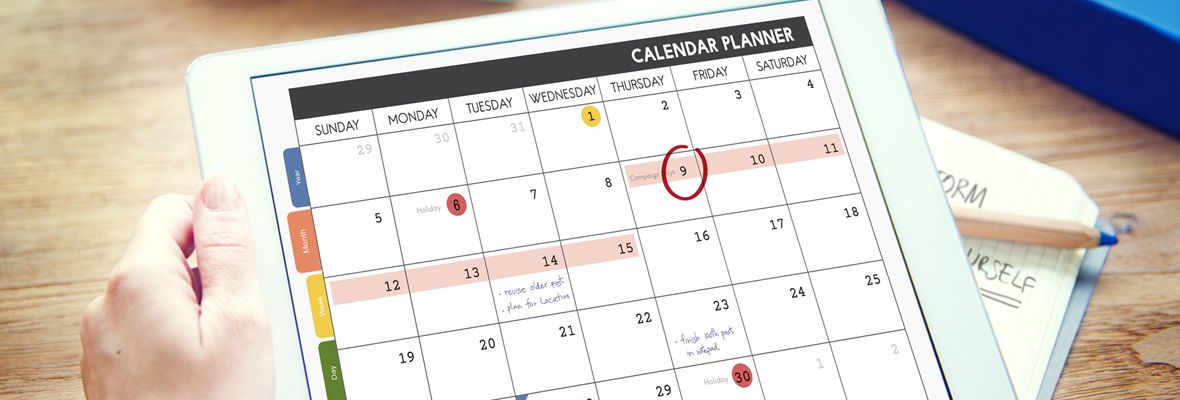 CALENDAR PLANNER
SUNDAY MONDAY TUESDAY WEDNESDAY THURSDAY FRIDAY SATURDAY
29 30 31 1 2 3 4
Year
5 Holiday 6 7 8 Campaign Days 9 10 11
Month
12 13 14 15 16 17 18
- revise older post
- plan for Location
Week
19 20 21 22 23 24 25
- finish post
in notepad
Day
29 Holiday 30 1 2
FORM
URSELF